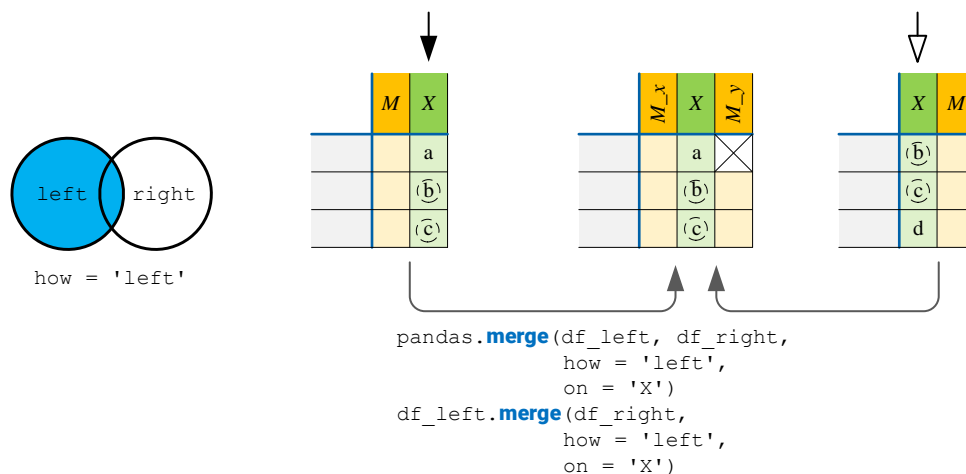 M X
M_x X M_y
X M
a
b
c
a
b
c
b
c
d
left right
how = 'left'
pandas.merge(df_left, df_right,
how = 'left',
on = 'X')
df_left.merge(df_right,
how = 'left',
on = 'X')